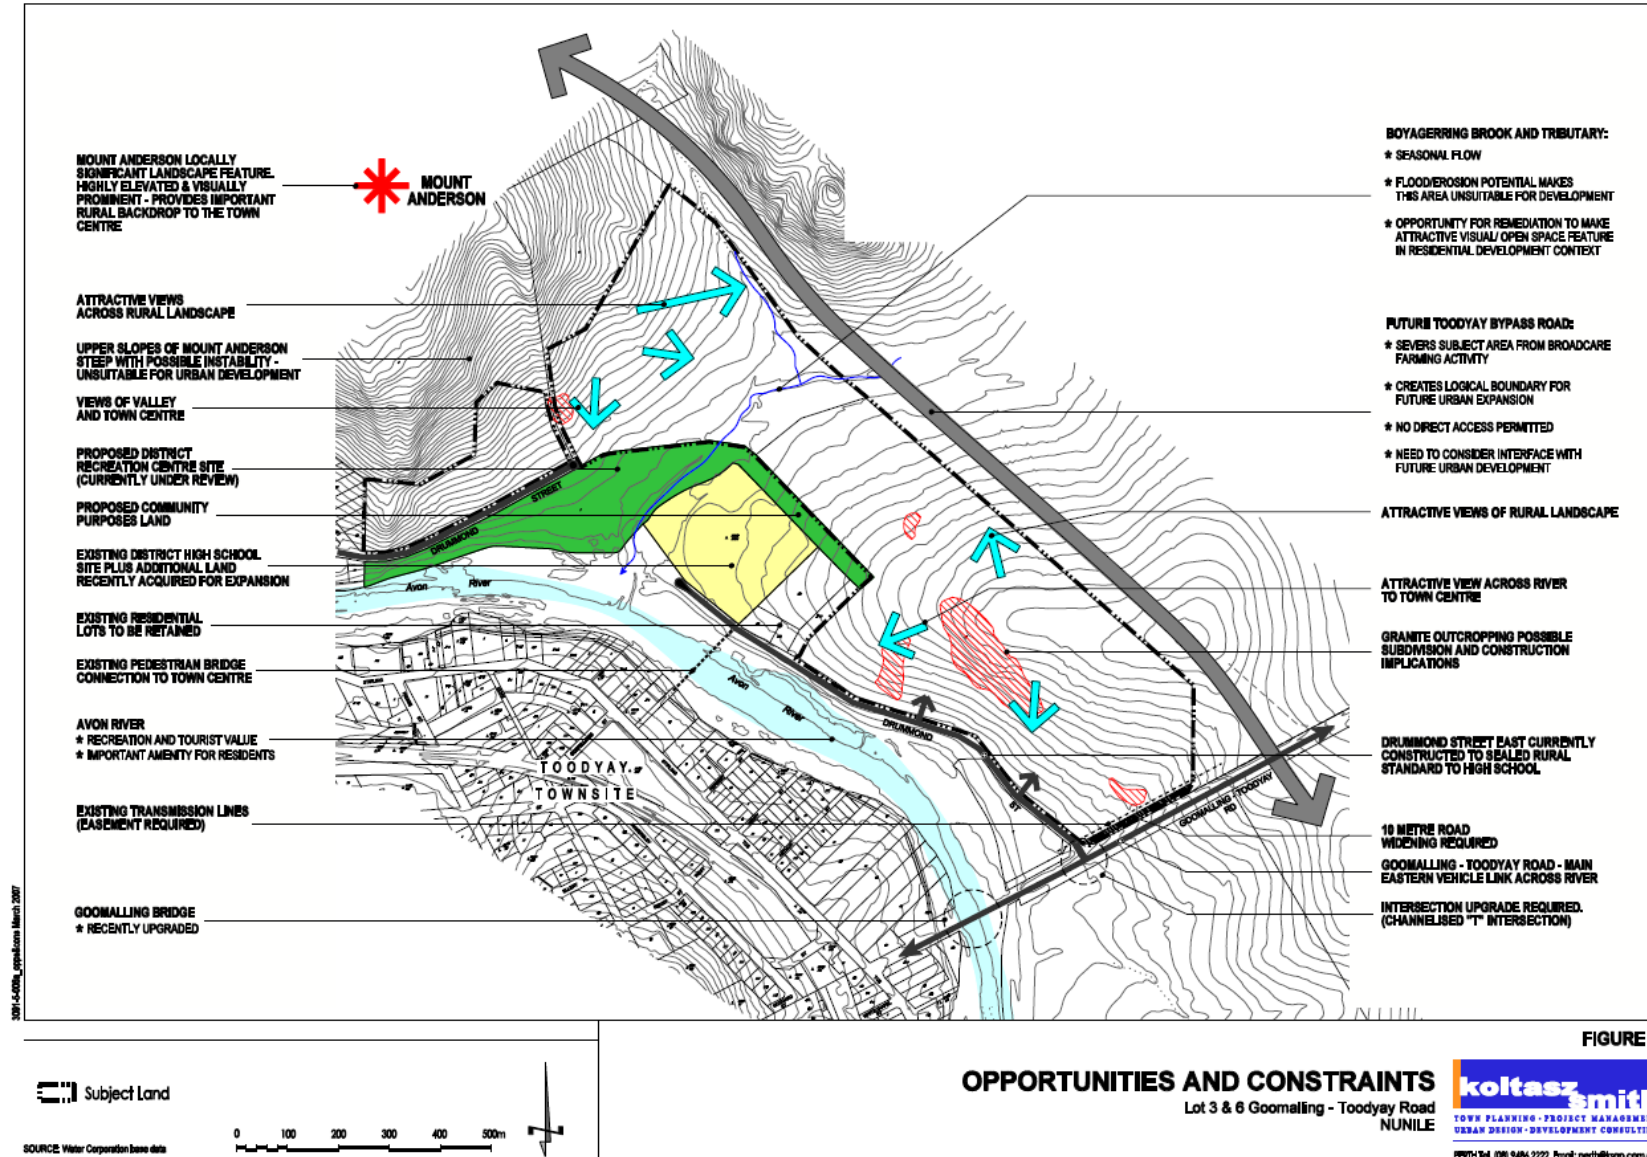 MOUNT ANDERSON LOCALLY
SIGNIFICANT LANDSCAPE FEATURE.
HIGHLY ELEVATED & VISUALLY
PROMINENT - PROVIDES IMPORTANT
RURAL BACKDROP TO THE TOWN
CENTRE
MOUNT
ANDERSON
ATTRACTIVE VIEWS
ACROSS RURAL LANDSCAPE
UPPER SLOPES OF MOUNT ANDERSON
STEEP WITH POSSIBLE INSTABILITY -
UNSUITABLE FOR URBAN DEVELOPMENT
VIEWS OF VALLEY
AND TOWN CENTRE
PROPOSED DISTRICT
RECREATION CENTRE SITE
(CURRENTLY UNDER REVIEW)
PROPOSED COMMUNITY
PURPOSES LAND
EXISTING DISTRICT HIGH SCHOOL
SITE PLUS ADDITIONAL LAND
RECENTLY ACQUIRED FOR EXPANSION
EXISTING RESIDENTIAL
LOTS TO BE RETAINED
EXISTING PEDESTRIAN BRIDGE
CONNECTION TO TOWN CENTRE
AVON RIVER
* RECREATION AND TOURIST VALUE
* IMPORTANT AMENITY FOR RESIDENTS
EXISTING TRANSMISSION LINES
(EASEMENT REQUIRED)
GOOMALLING BRIDGE
* RECENTLY UPGRADED
DRUMMOND STREET
Avon River
Avon
River
DRUMMOND
ST
TOODYAY
TOWNSITE
GOOMALLING - TOODYAY
RD
BOYAGERRING BROOK AND TRIBUTARY:
* SEASONAL FLOW
* FLOOD/EROSION POTENTIAL MAKES
THIS AREA UNSUITABLE FOR DEVELOPMENT
* OPPORTUNITY FOR REMEDIATION TO MAKE
ATTRACTIVE VISUAL/ OPEN SPACE FEATURE
IN RESIDENTIAL DEVELOPMENT CONTEXT
FUTURE TOODYAY BYPASS ROAD:
* SEVERS SUBJECT AREA FROM BROADCARE
FARMING ACTIVITY
* CREATES LOGICAL BOUNDARY FOR
FUTURE URBAN EXPANSION
* NO DIRECT ACCESS PERMITTED
* NEED TO CONSIDER INTERFACE WITH
FUTURE URBAN DEVELOPMENT
ATTRACTIVE VIEWS OF RURAL LANDSCAPE
ATTRACTIVE VIEW ACROSS RIVER
TO TOWN CENTRE
GRANITE OUTCROPPING POSSIBLE
SUBDIVISION AND CONSTRUCTION
IMPLICATIONS
DRUMMOND STREET EAST CURRENTLY
CONSTRUCTED TO SEALED RURAL
STANDARD TO HIGH SCHOOL
10 METRE ROAD
WIDENING REQUIRED
GOOMALLING - TOODYAY ROAD - MAIN
EASTERN VEHICLE LINK ACROSS RIVER
INTERSECTION UPGRADE REQUIRED.
(CHANNELISED "T" INTERSECTION)
March 2007
Subject Land
SOURCE: Water Corporation base data
0 100 200 300 400 500m
FIGURE
OPPORTUNITIES AND CONSTRAINTS
Lot 3 & 6 Goomalling - Toodyay Road
NUNILE
koltasz
smith
TOWN PLANNING · PROJECT MANAGEME
URBAN DESIGN · DEVELOPMENT CONSULTI
PERTH Tel. (08) 9486 2222